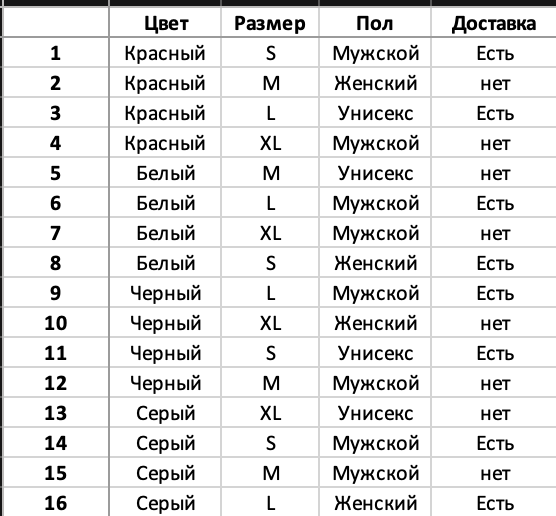 Цвет Размер Пол Доставка
1 Красный S Мужской Есть
2 Красный M Женский нет
3 Красный L Унисекс Есть
4 Красный XL Мужской нет
5 Белый M Унисекс нет
6 Белый L Мужской Есть
7 Белый XL Мужской нет
8 Белый S Женский Есть
9 Черный L Мужской Есть
10 Черный XL Женский нет
11 Черный S Унисекс Есть
12 Черный M Мужской нет
13 Серый XL Унисекс нет
14 Серый S Мужской Есть
15 Серый M Мужской нет
16 Серый L Женский Есть